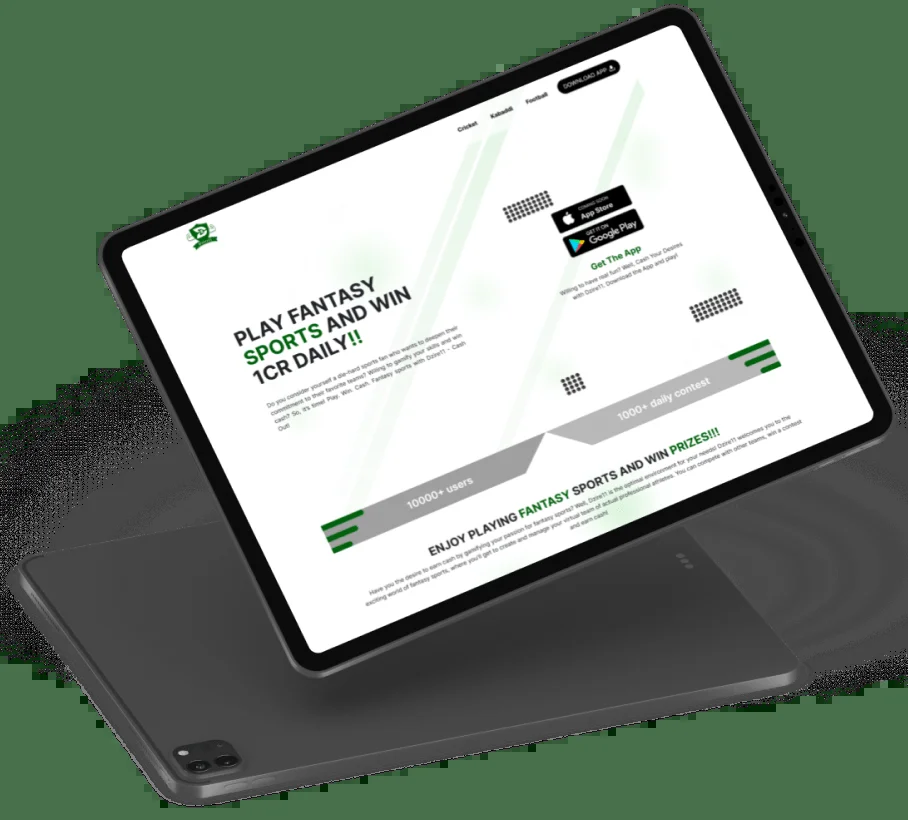 Cricket Kabaddi Football DOWNLOAD APP
PLAY FANTASY
SPORTS AND WIN
1CR DAILY!!
Do you consider yourself a die-hard sports fan who wants to deepen their
commitment to their favorite teams? Willing to gamify your skills and win
cash? So, it's time! Play. Win. Cash. Fantasy sports with Dzire11 - Cash
Out!
COMING SOON
App Store
GET IT ON
Google Play
Get The App
Willing to have real fun? Well, Cash Your Desires
with Dzire11. Download the App and play!
10000+ users
1000+ daily contest
ENJOY PLAYING FANTASY SPORTS AND WIN PRIZES!!!
Have you the desire to earn cash by gamifying your passion for fantasy sports? Well, Dzire11 is the optimal environment for your needs! Dzire11 welcomes you to the
exciting world of fantasy sports, where you'll get to create and manage your virtual team of actual professional athletes. You can compete with other teams, win a contest
and earn cash!